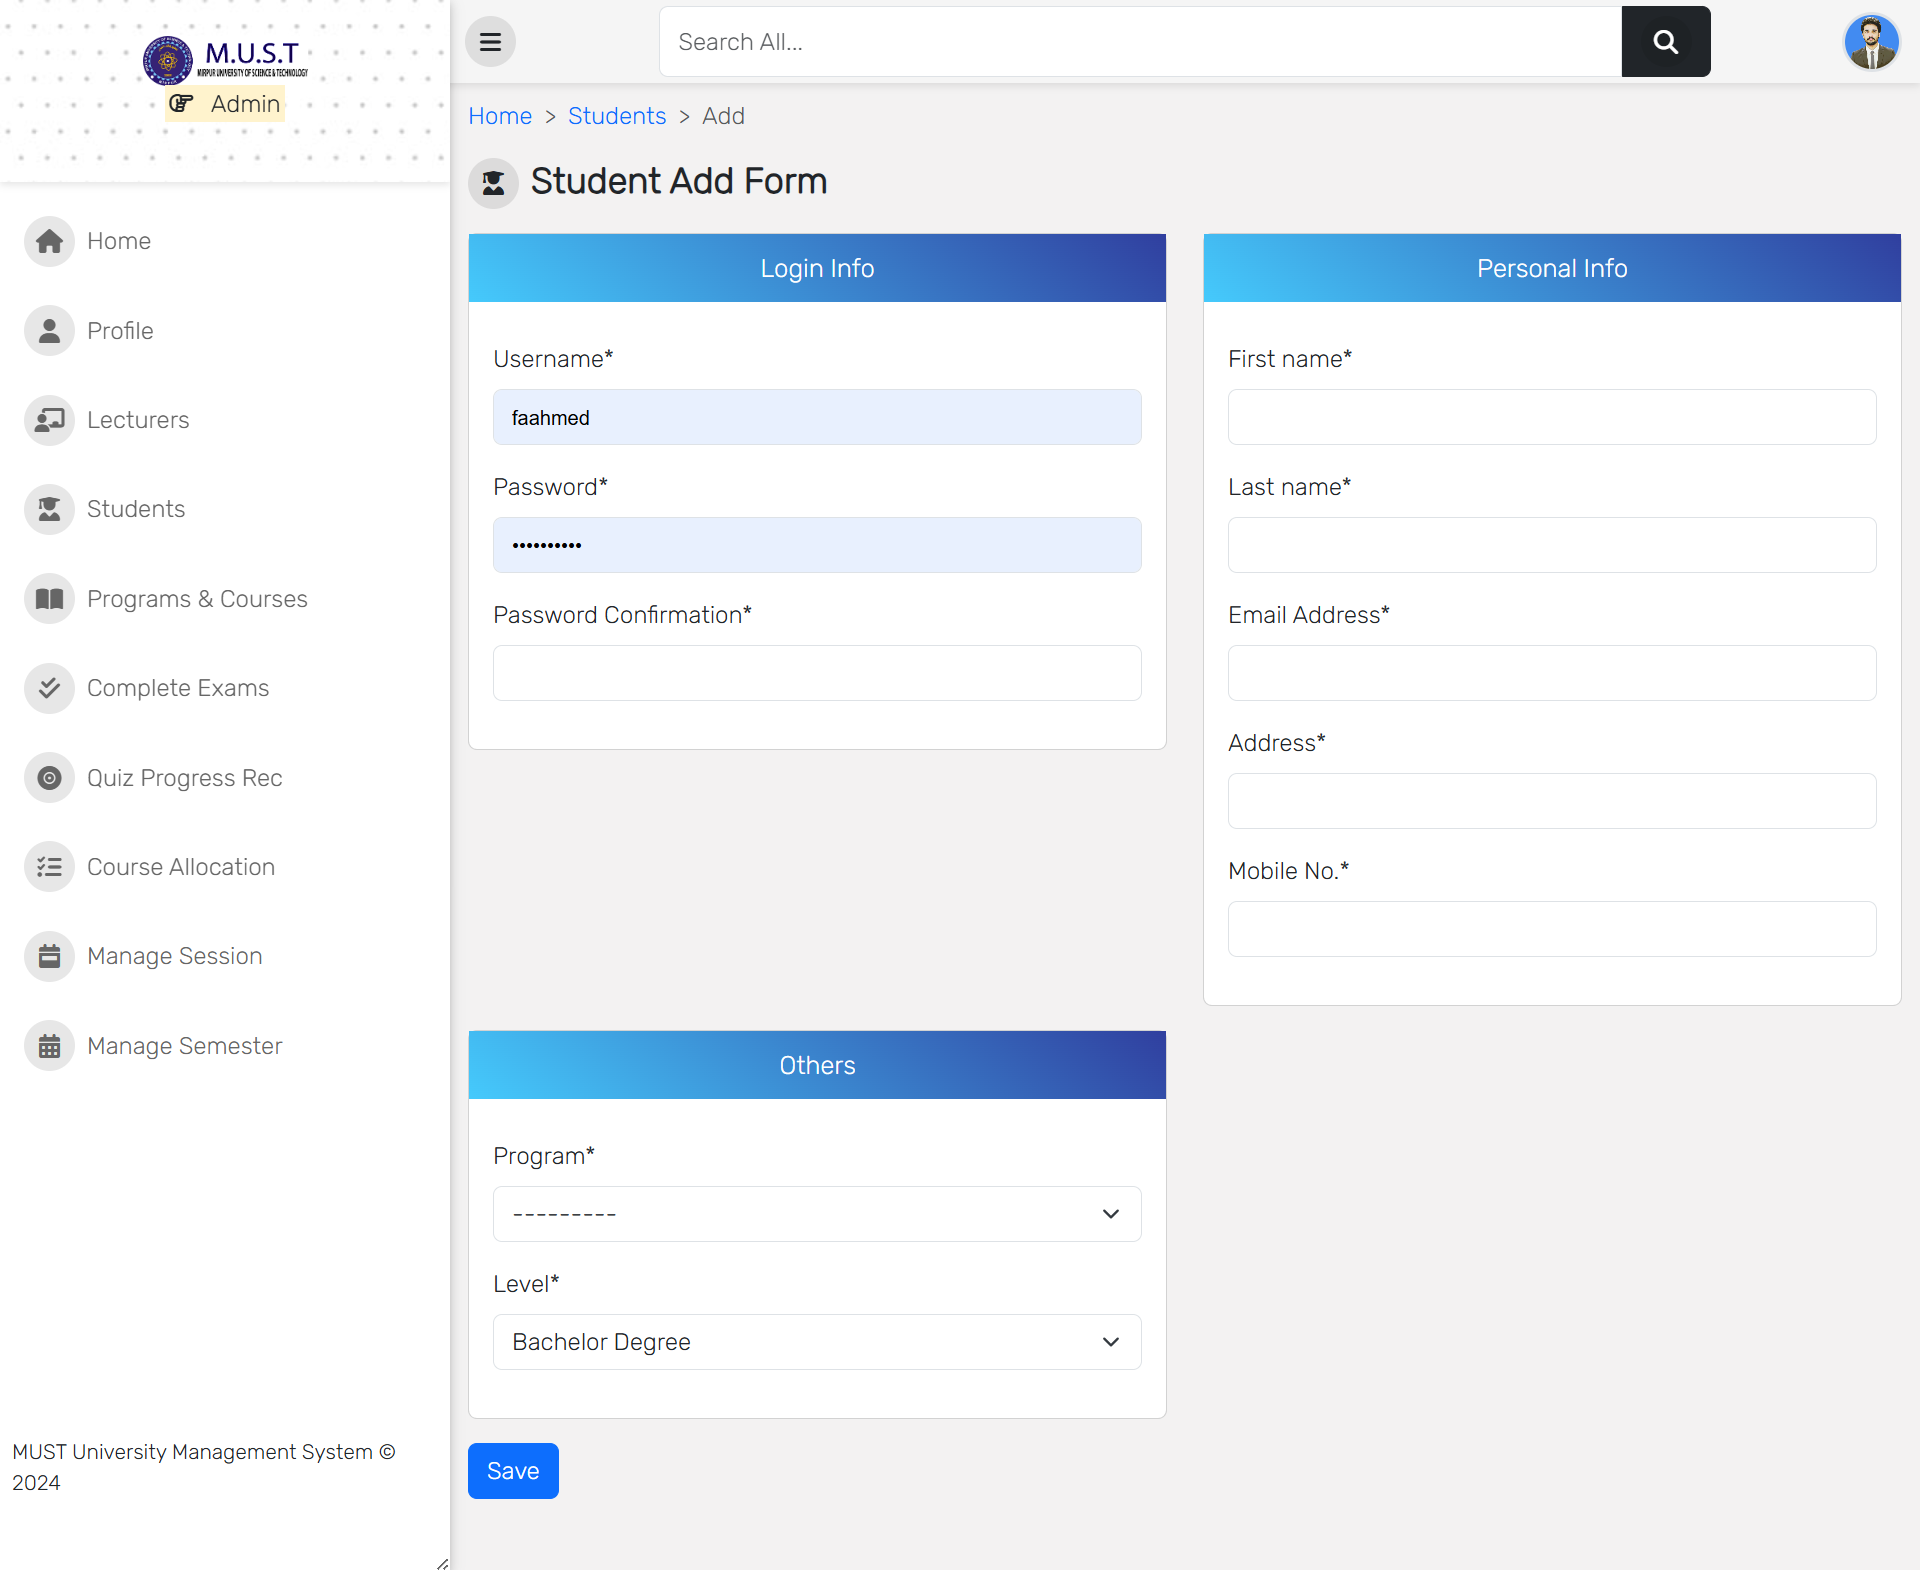 M.U.S.T
MIRPUR UNIVERSITY OF SCIENCE & TECHNOLOGY
Admin
Home
Profile
Lecturers
Students
Programs & Courses
Complete Exams
Quiz Progress Rec
Course Allocation
Manage Session
Manage Semester
MUST University Management System ©
2024
Search All...
Home > Students > Add
Student Add Form
Login Info
Username*
faahmed
Password*
••••••••••
Password Confirmation*
Personal Info
First name*
Last name*
Email Address*
Address*
Mobile No.*
Others
Program*
---------
Level*
Bachelor Degree
Save